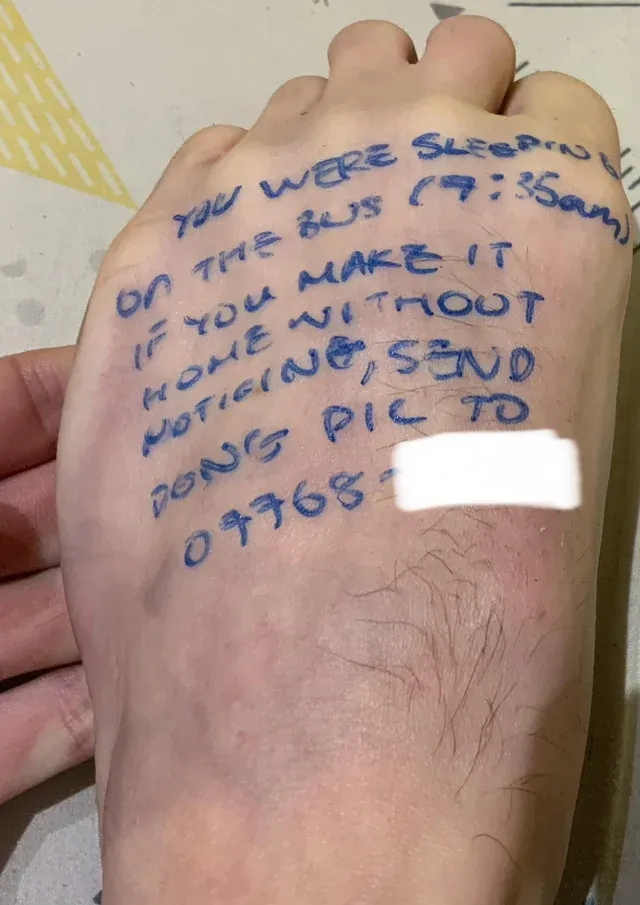 YOU WERE SLEEPING
ON THE BUS (7:35am)
IF YOU MAKE IT
HOME WITHOUT
NOTICING, SEND
DONG PIC TO
07768-